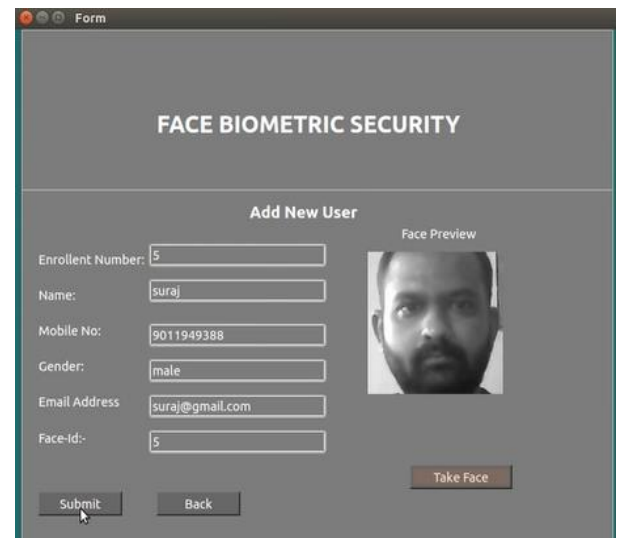 Form
FACE BIOMETRIC SECURITY
Add New User
Face Preview
Enrollent Number: 5
Name: suraj
Mobile No: 9011949388
Gender: male
Email Address suraj@gmail.com
Face-Id:- 5
Take Face
Submit Back